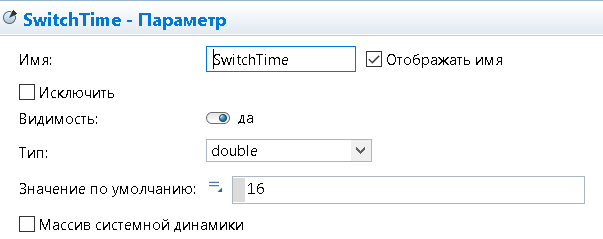 SwitchTime - Параметр
Имя: SwitchTime Отображать имя
Исключить
Видимость: да
Тип: double
Значение по умолчанию: 16
Массив системной динамики